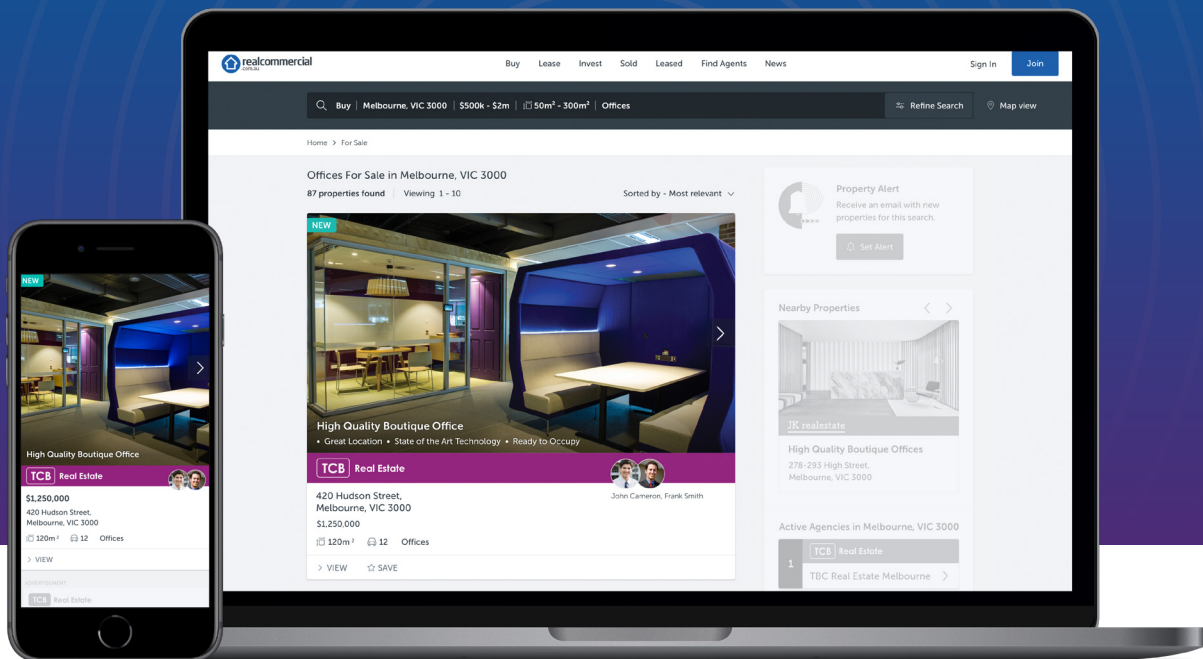 realcommercial
.com.au
Buy Lease Invest Sold Leased Find Agents News
Sign In Join
Buy | Melbourne, VIC 3000 | $500k - $2m | 50m² - 300m² | Offices
Refine Search Map view
Home > For Sale
Offices For Sale in Melbourne, VIC 3000
87 properties found Viewing 1 - 10
Sorted by - Most relevant
NEW
High Quality Boutique Office
• Great Location • State of the Art Technology • Ready to Occupy
TCB Real Estate
John Cameron, Frank Smith
420 Hudson Street,
Melbourne, VIC 3000
$1,250,000
120m² 12 Offices
> VIEW SAVE
Property Alert
Receive an email with new
properties for this search.
Set Alert
Nearby Properties
JK realestate
High Quality Boutique Offices
278-293 High Street,
Melbourne, VIC 3000
Active Agencies in Melbourne, VIC 3000
1
TCB Real Estate
TBC Real Estate Melbourne >
NEW
High Quality Boutique Office
TCB Real Estate
$1,250,000
420 Hudson Street,
Melbourne, VIC 3000
120m² 12 Offices
> VIEW
ADVERTISEMENT
TCB Real Estate